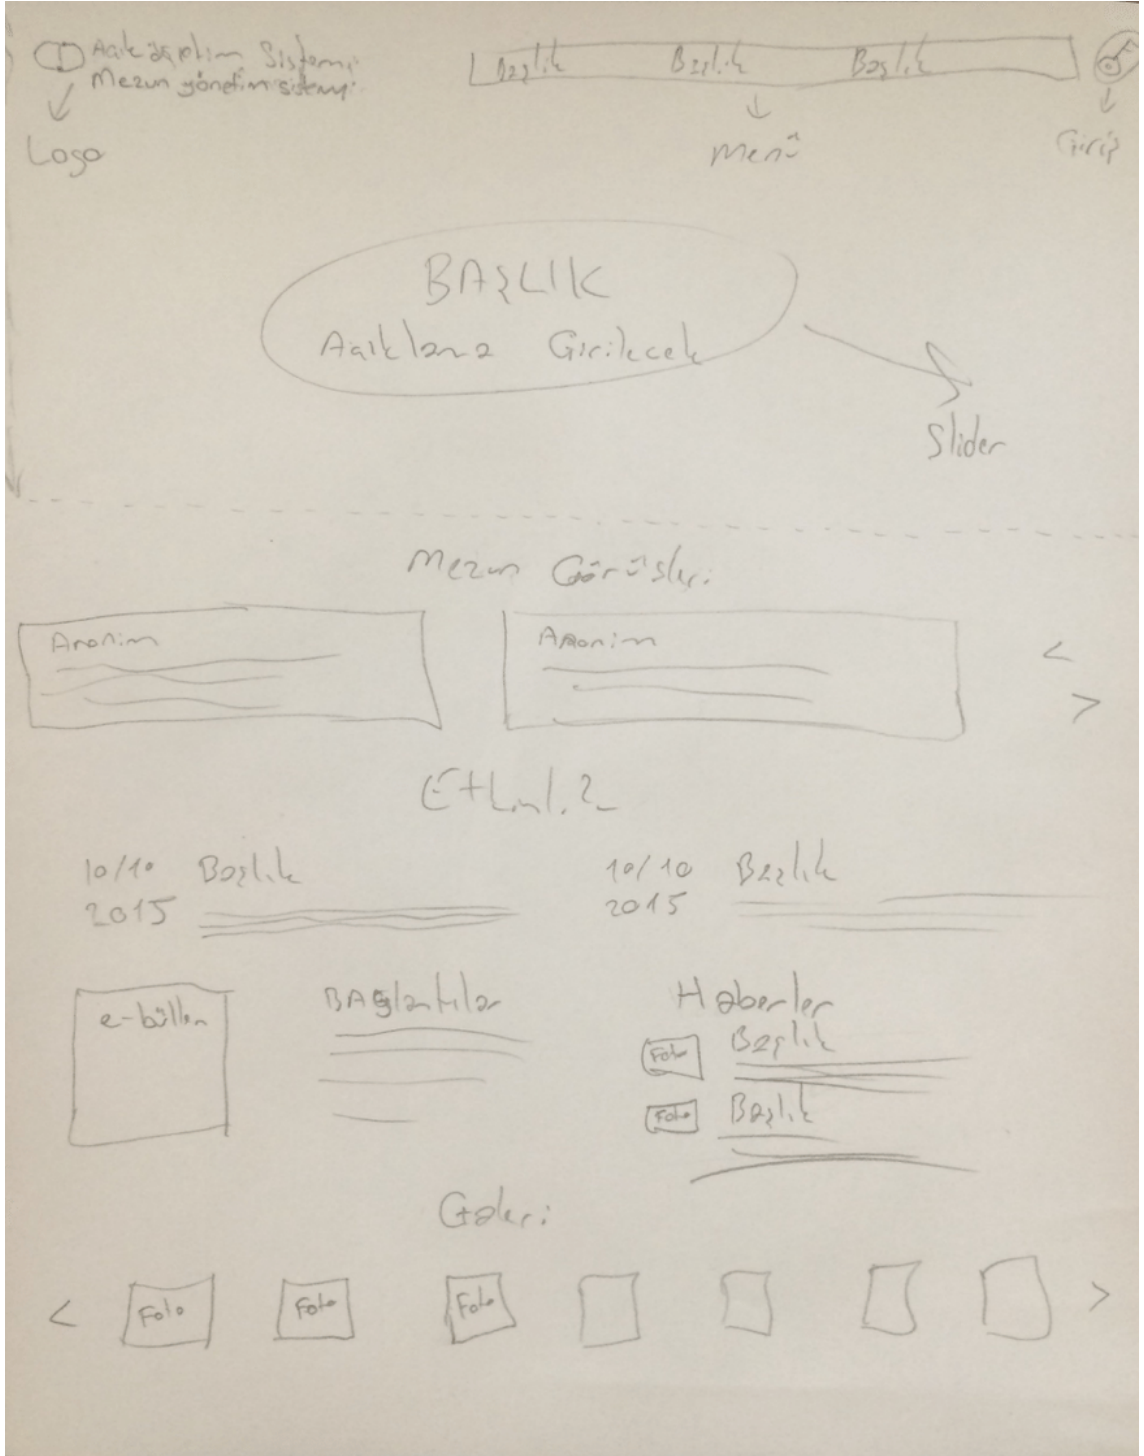 Açık öğretim Sistemi
Mezun yönetim sistemi
Logo
Başlık Başlık Başlık
Menü
Giriş
BAŞLIK
Açıklama Girilecek
Slider
Mezun Görüşleri
Anonim
Anonim
<
>
10/10 Başlık
2015
10/10 Başlık
2015
e-bülten
BAğlantılar
Haberler
Foto Başlık
Foto Başlık
Galeri
< Foto Foto Foto >